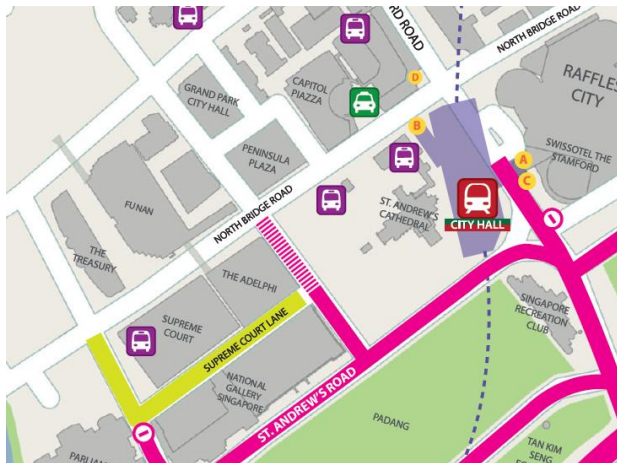 RD ROAD
NORTH BRIDGE ROAD
D
RAFFLES
CITY
CAPITOL
PIAZZA
GRAND PARK
CITY HALL
B
SWISSOTEL THE
STAMFORD
A
C
PENINSULA
PLAZA
FUNAN
ST. ANDREW'S
CATHEDRAL
CITY HALL
NORTH BRIDGE ROAD
THE
TREASURY
THE ADELPHI
SINGAPORE
RECREATION
CLUB
SUPREME
COURT
SUPREME COURT LANE
NATIONAL
GALLERY
SINGAPORE
ST. ANDREW'S ROAD
PADANG
PARLIAM
TAN KIM
SENG